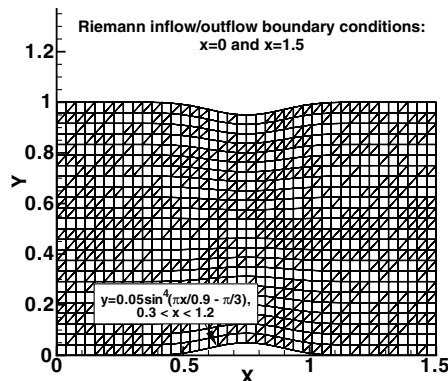 Riemann inflow/outflow boundary conditions:
x=0 and x=1.5
1.2
1
0.8
0.6
0.4
0.2
0
Y
y=0.05sin⁴(πx/0.9 - π/3),
0.3 < x < 1.2
0 0.5 1 1.5
X